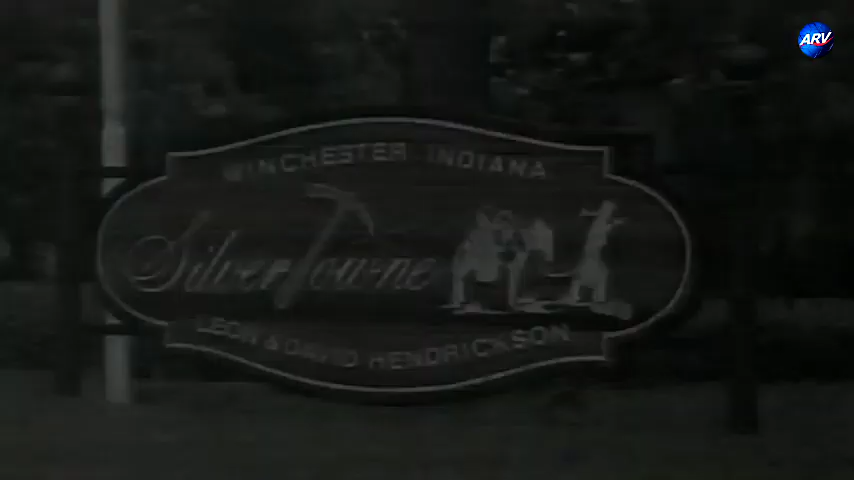 ARV
WINCHESTER INDIANA
SilverTowne
LEON & DAVID HENDRICKSON